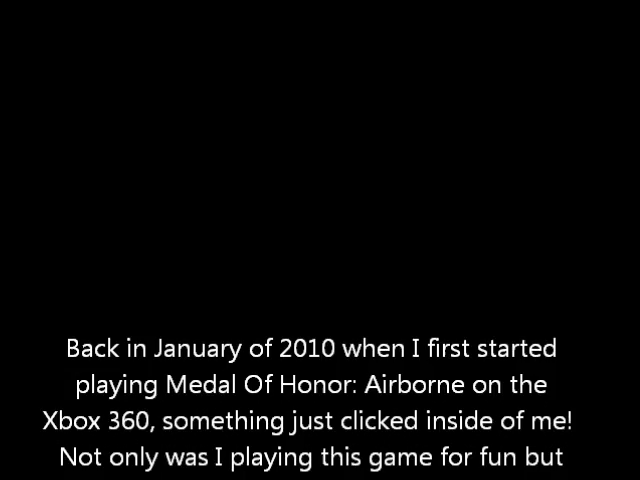 Back in January of 2010 when I first started
playing Medal Of Honor: Airborne on the
Xbox 360, something just clicked inside of me!
Not only was I playing this game for fun but